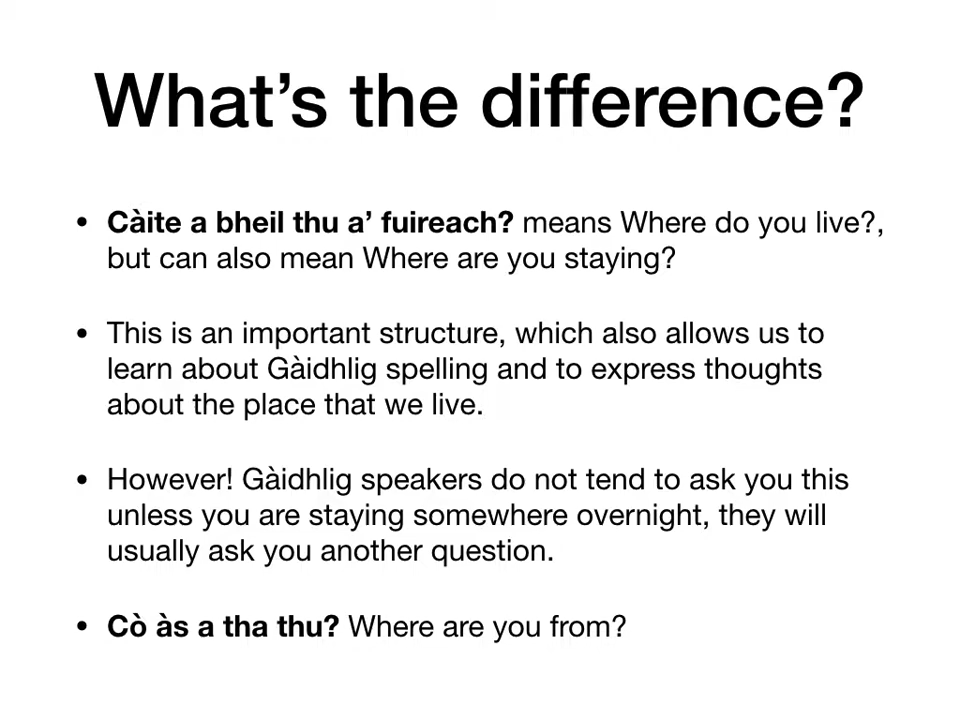 What's the difference?
• Càite a bheil thu a' fuireach? means Where do you live?,
but can also mean Where are you staying?
• This is an important structure, which also allows us to
learn about Gàidhlig spelling and to express thoughts
about the place that we live.
• However! Gàidhlig speakers do not tend to ask you this
unless you are staying somewhere overnight, they will
usually ask you another question.
• Cò às a tha thu? Where are you from?